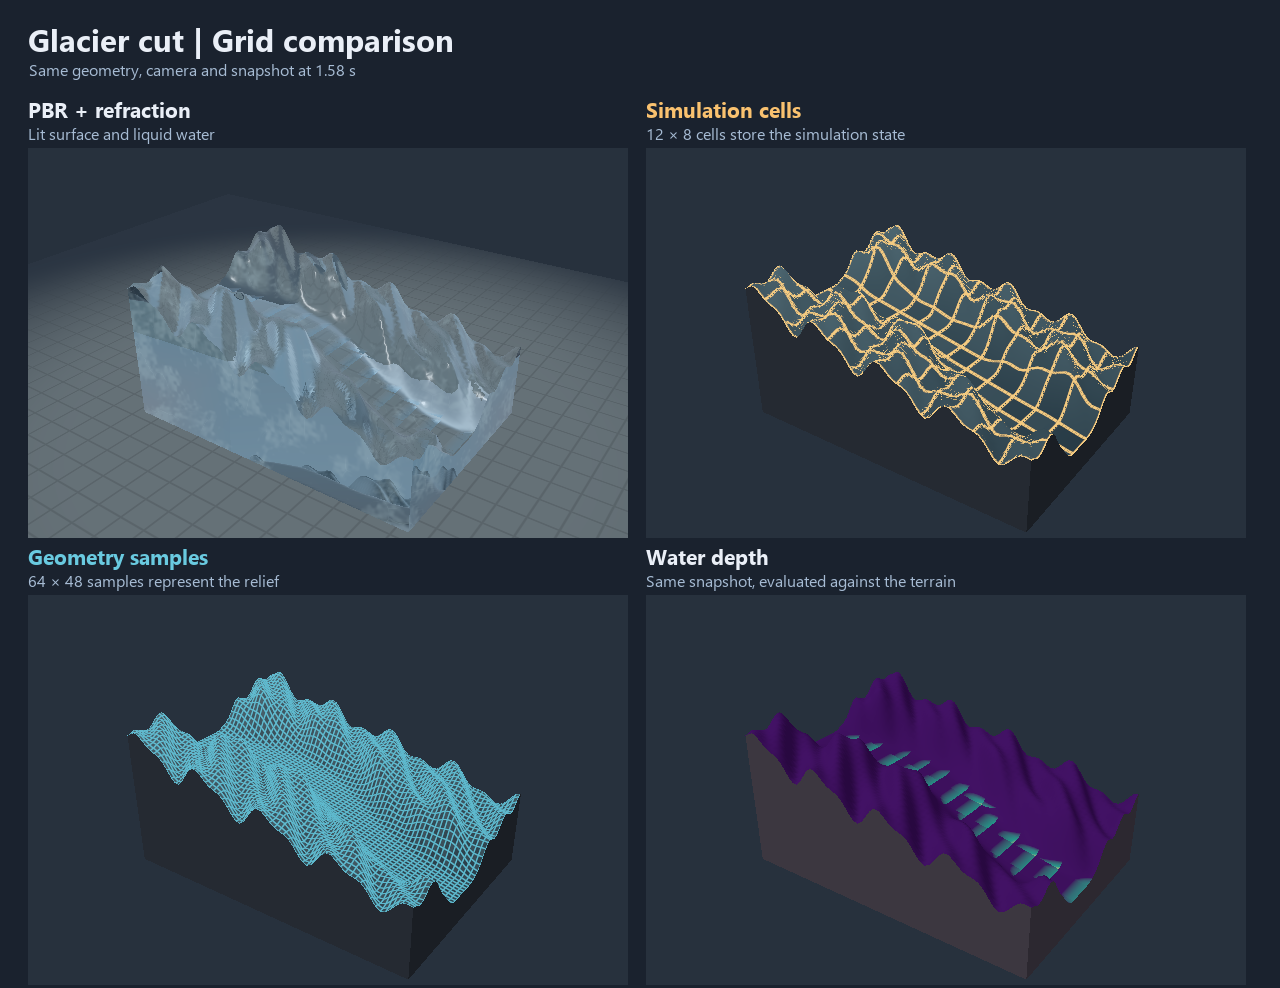 Glacier cut | Grid comparison
Same geometry, camera and snapshot at 1.58 s
PBR + refraction
Lit surface and liquid water
Simulation cells
12 × 8 cells store the simulation state
Geometry samples
64 × 48 samples represent the relief
Water depth
Same snapshot, evaluated against the terrain